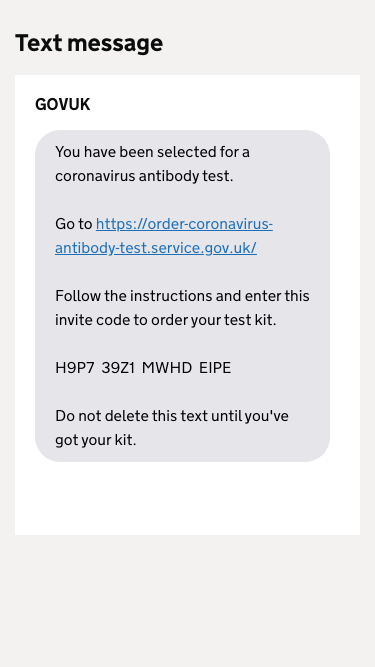 Text message
GOVUK
You have been selected for a
coronavirus antibody test.
Go to https://order-coronavirus-
antibody-test.service.gov.uk/
Follow the instructions and enter this
invite code to order your test kit.
H9P7 39Z1 MWHD EIPE
Do not delete this text until you've
got your kit.